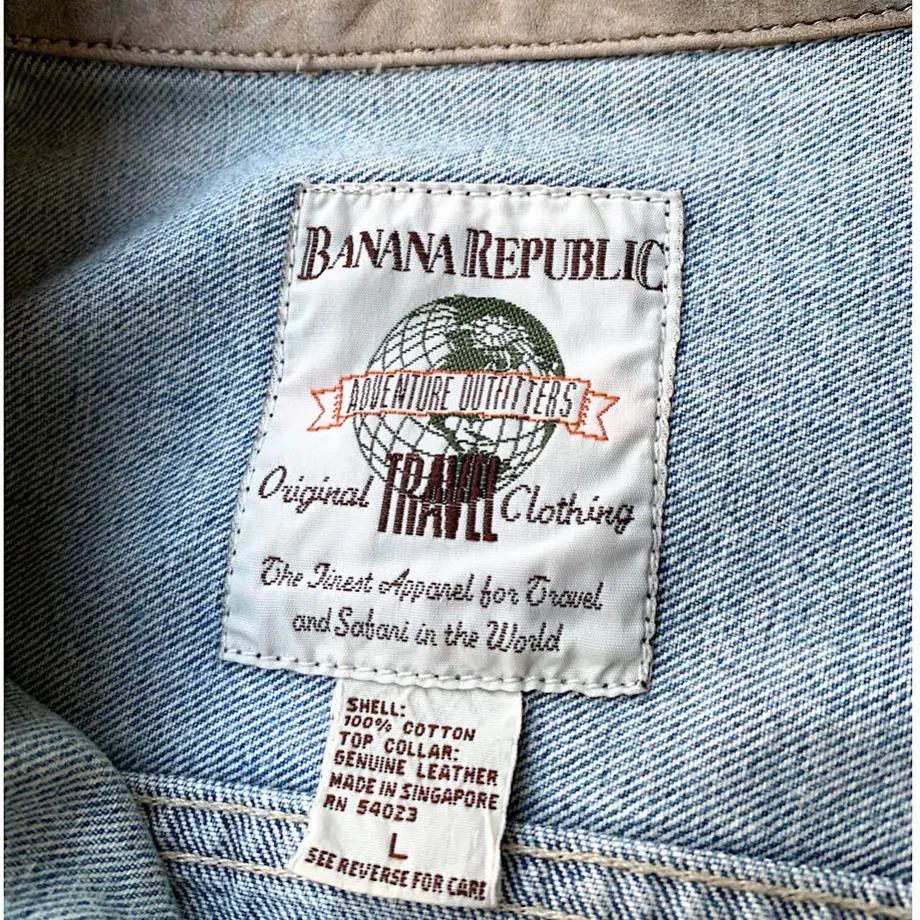 BANANA REPUBLIC
ADVENTURE OUTFITTERS
Original TRAVEL Clothing
The Finest Apparel for Travel
and Safari in the World
SHELL:
100% COTTON
TOP COLLAR:
GENUINE LEATHER
MADE IN SINGAPORE
RN 54023
L
SEE REVERSE FOR CARE